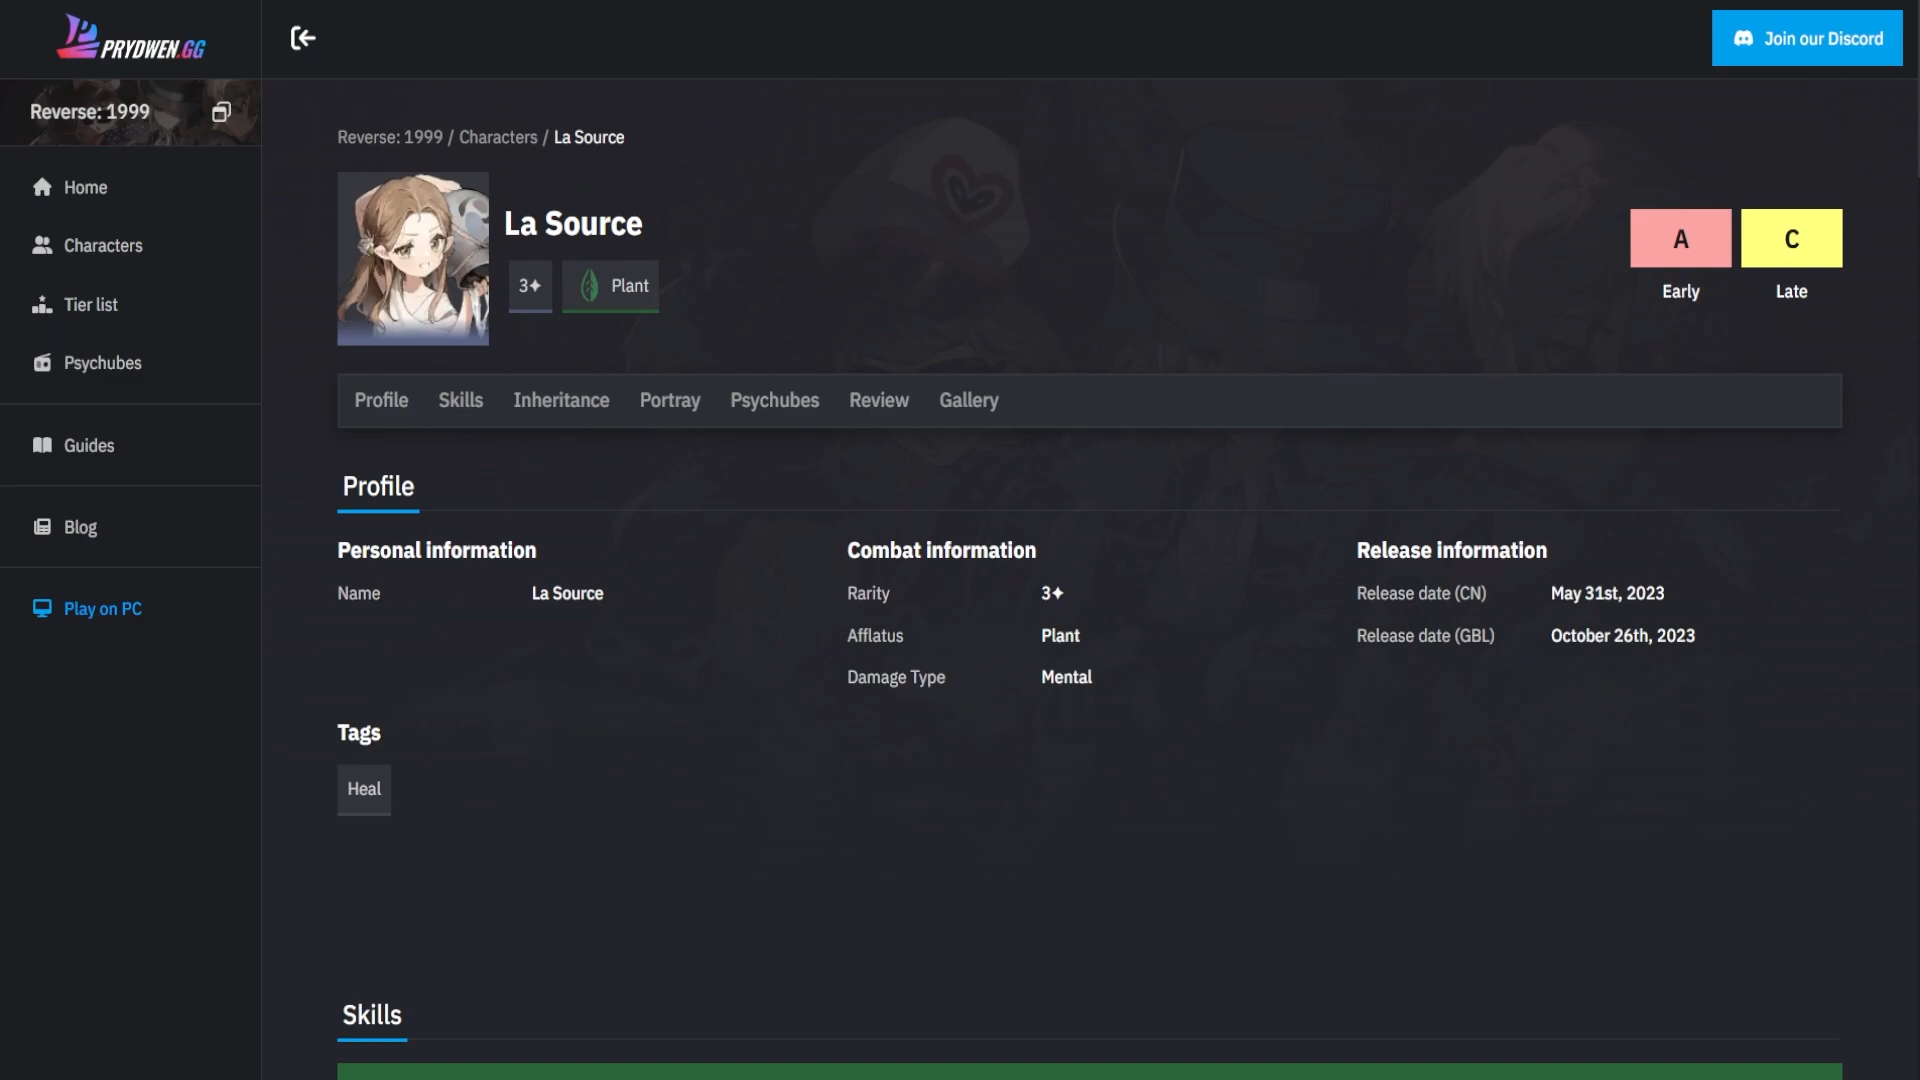 PRYDWEN.GG
Join our Discord
Reverse: 1999
Home
Characters
Tier list
Psychubes
Guides
Blog
Play on PC
Reverse: 1999 / Characters / La Source
La Source
3✦
Plant
A
Early
C
Late
Profile Skills Inheritance Portray Psychubes Review Gallery
Profile
Personal information
Name La Source
Combat information
Rarity 3✦
Afflatus Plant
Damage Type Mental
Release information
Release date (CN) May 31st, 2023
Release date (GBL) October 26th, 2023
Tags
Heal
Skills